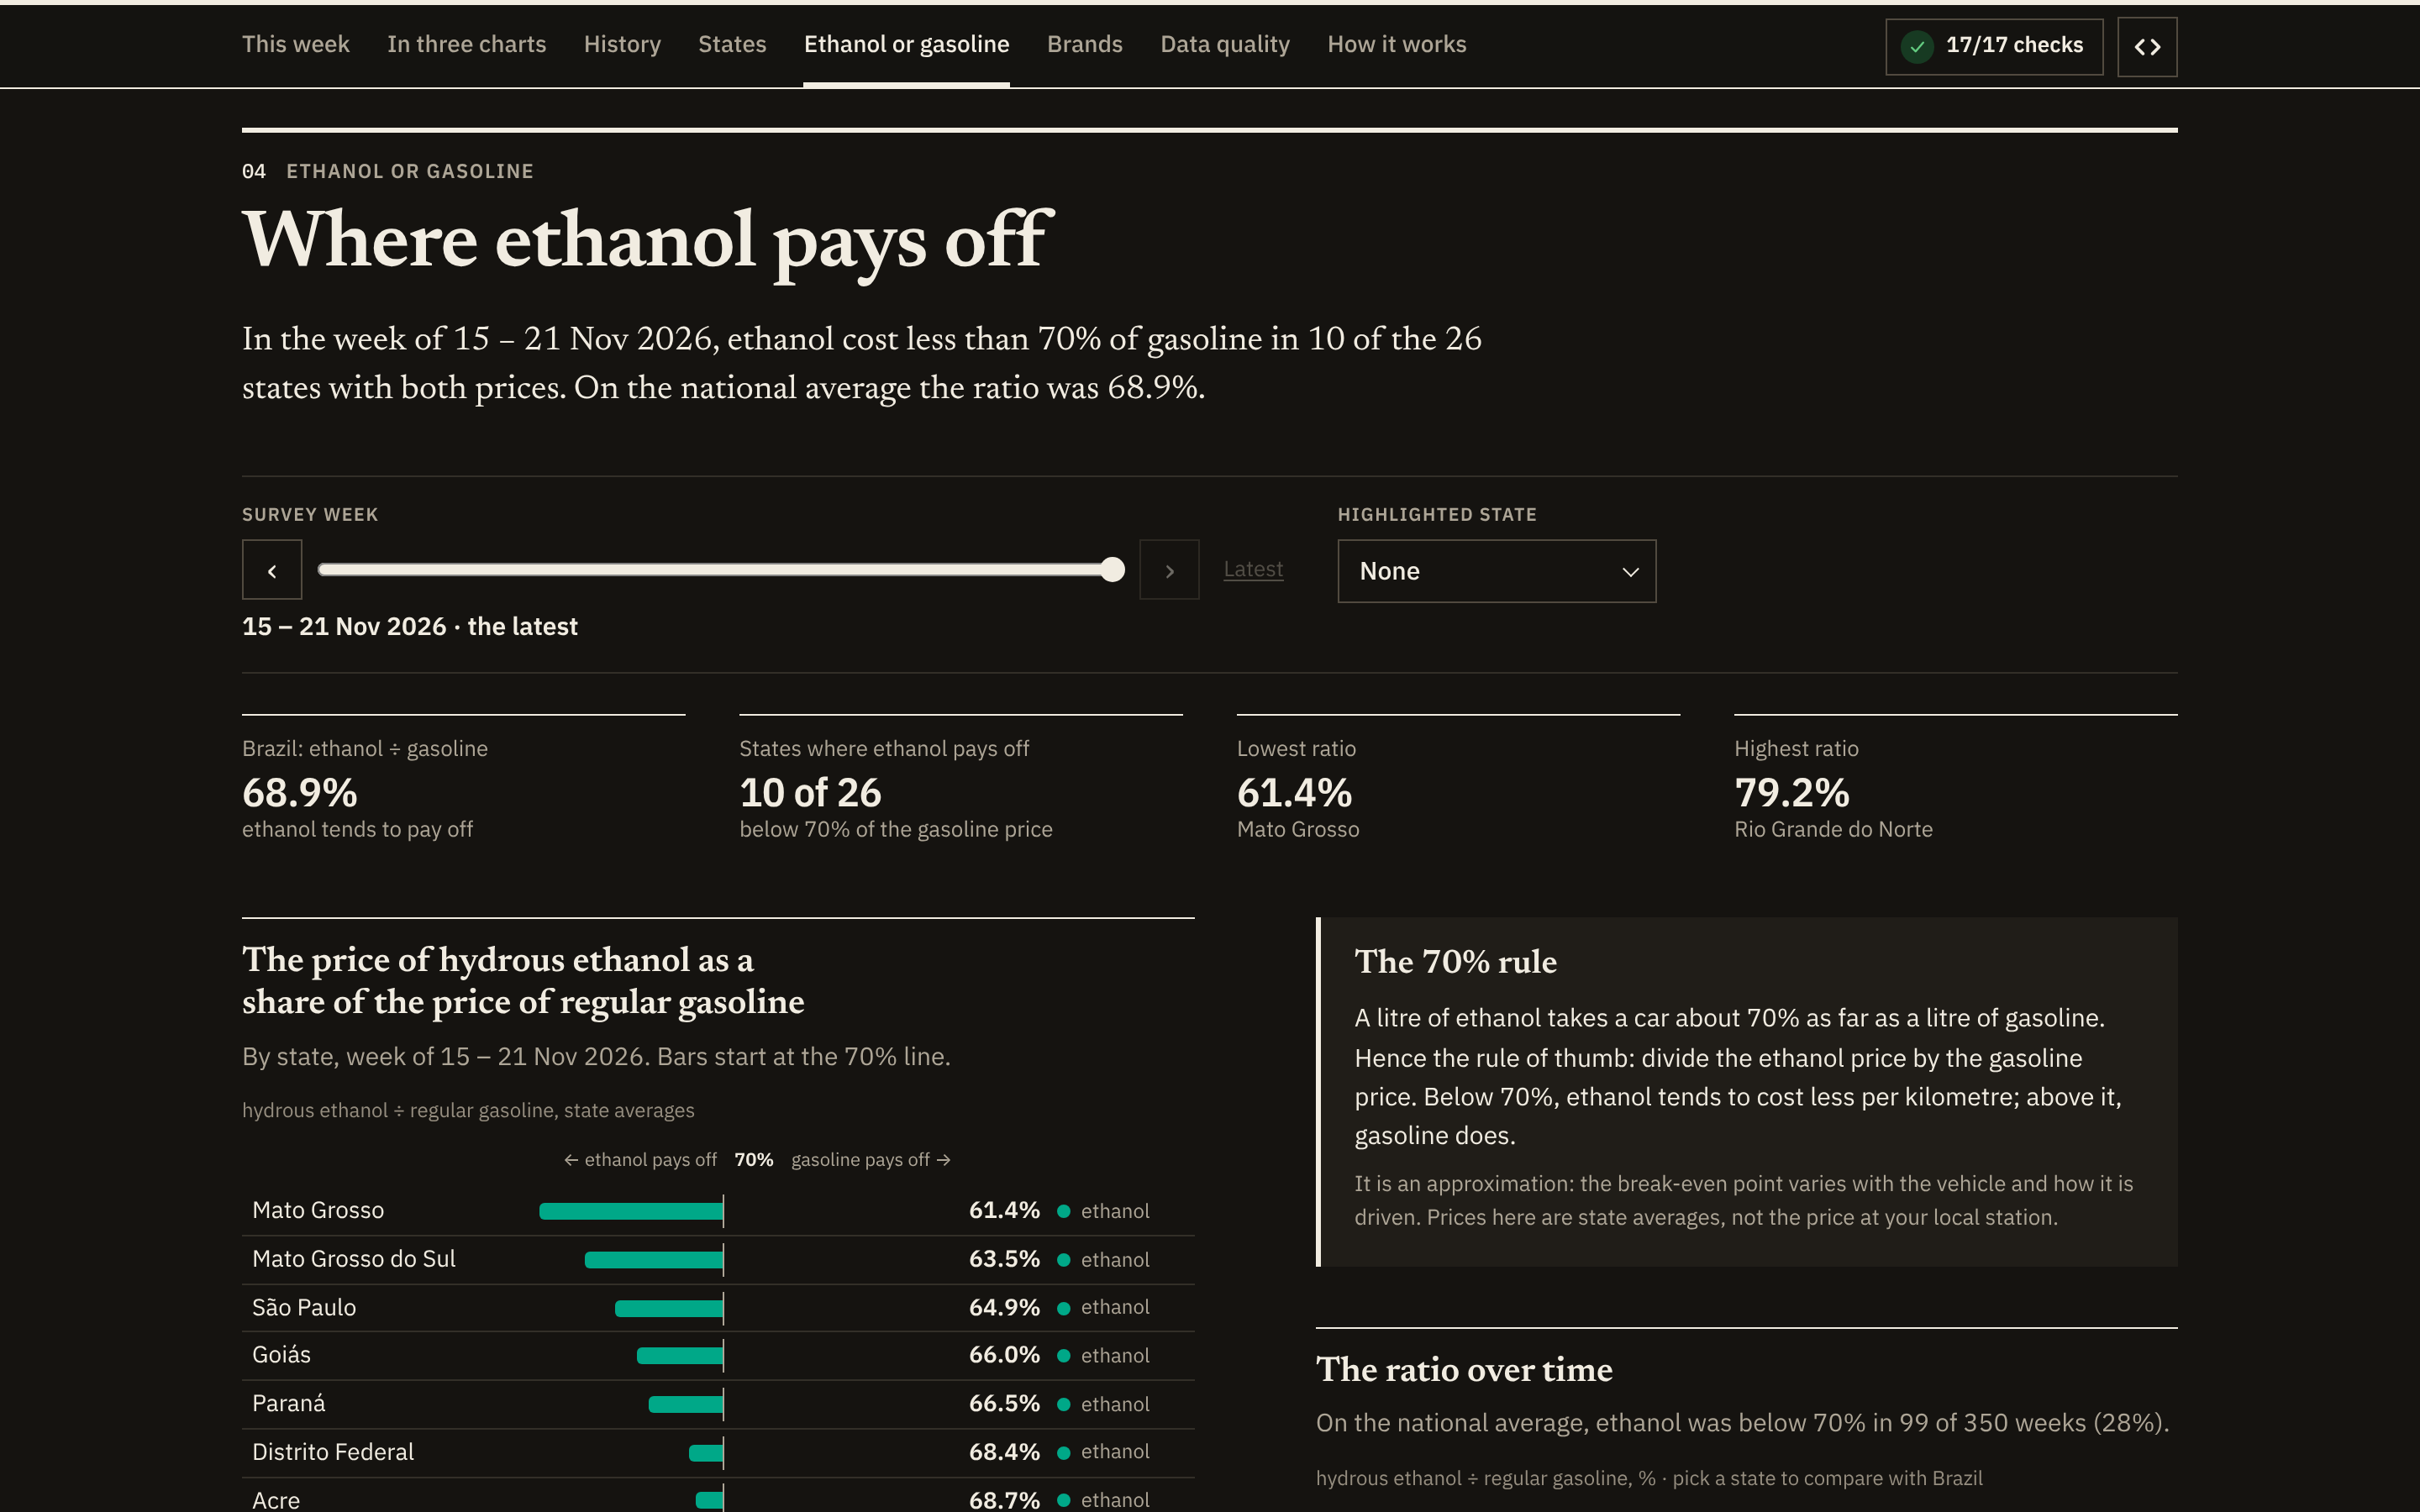 This week
In three charts
History
States
Ethanol or gasoline
Brands
Data quality
How it works
17/17 checks
04 ETHANOL OR GASOLINE
Where ethanol pays off
In the week of 15 – 21 Nov 2026, ethanol cost less than 70% of gasoline in 10 of the 26
states with both prices. On the national average the ratio was 68.9%.
SURVEY WEEK
Latest
15 – 21 Nov 2026 · the latest
HIGHLIGHTED STATE
None
Brazil: ethanol ÷ gasoline
68.9%
ethanol tends to pay off
States where ethanol pays off
10 of 26
below 70% of the gasoline price
Lowest ratio
61.4%
Mato Grosso
Highest ratio
79.2%
Rio Grande do Norte
The price of hydrous ethanol as a
share of the price of regular gasoline
By state, week of 15 – 21 Nov 2026. Bars start at the 70% line.
hydrous ethanol ÷ regular gasoline, state averages
← ethanol pays off 70% gasoline pays off →
Mato Grosso 61.4% ethanol
Mato Grosso do Sul 63.5% ethanol
São Paulo 64.9% ethanol
Goiás 66.0% ethanol
Paraná 66.5% ethanol
Distrito Federal 68.4% ethanol
Acre 68.7% ethanol
The 70% rule
A litre of ethanol takes a car about 70% as far as a litre of gasoline.
Hence the rule of thumb: divide the ethanol price by the gasoline
price. Below 70%, ethanol tends to cost less per kilometre; above it,
gasoline does.
It is an approximation: the break-even point varies with the vehicle and how it is
driven. Prices here are state averages, not the price at your local station.
The ratio over time
On the national average, ethanol was below 70% in 99 of 350 weeks (28%).
hydrous ethanol ÷ regular gasoline, % · pick a state to compare with Brazil